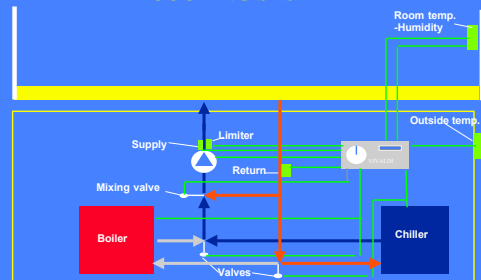 Room temp.
-Humidity
Outside temp.
Limiter
Supply
Return
Mixing valve
Boiler
Chiller
Valves